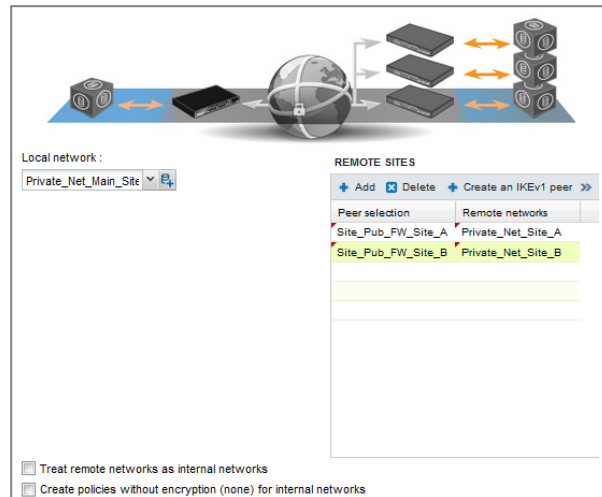 Local network :
Private_Net_Main_Site
REMOTE SITES
Add Delete Create an IKEv1 peer »
Peer selection Remote networks
Site_Pub_FW_Site_A Private_Net_Site_A
Site_Pub_FW_Site_B Private_Net_Site_B
Treat remote networks as internal networks
Create policies without encryption (none) for internal networks